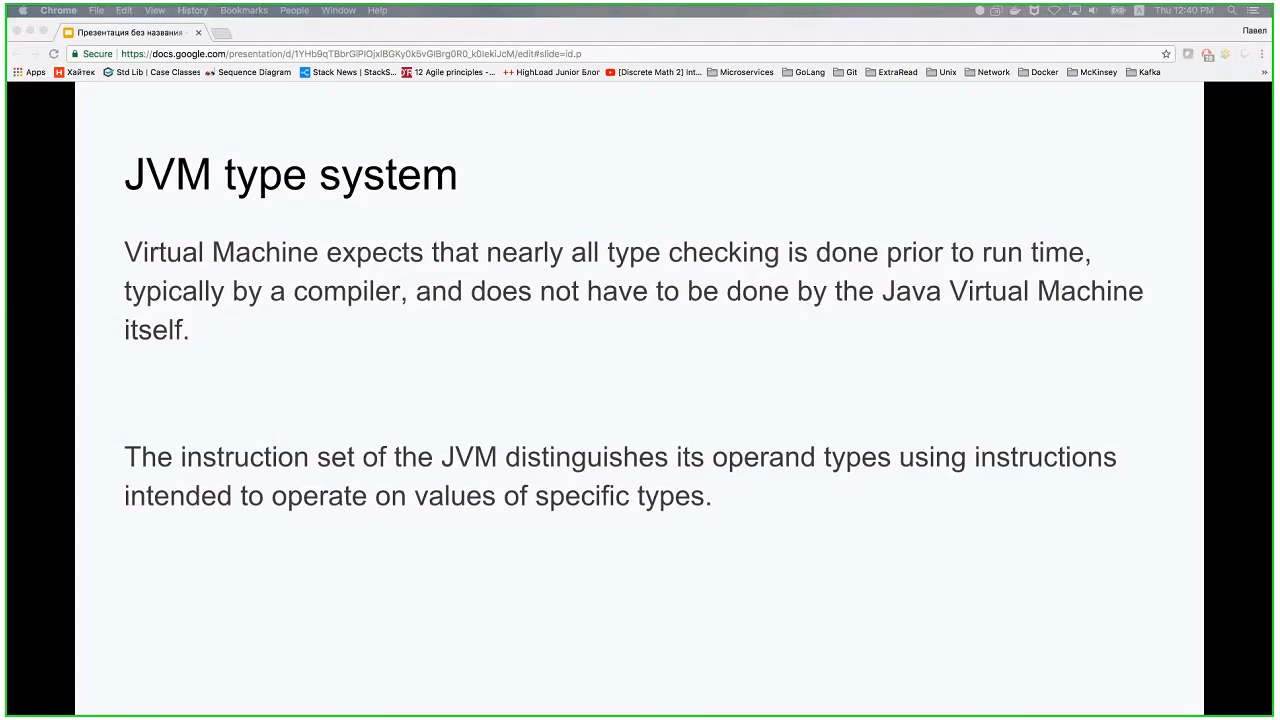 Chrome File Edit View History Bookmarks People Window Help Thu 12:40 PM
Презентация без названия - Павел
Secure https://docs.google.com/presentation/d/
Apps Хайтек Std Lib | Case Classes Sequence Diagram Stack News | StackS... 12 Agile principles -... HighLoad Junior Блог [Discrete Math 2] Int... Microservices GoLang Git ExtraRead Unix Network Docker McKinsey Kafka »
JVM type system
Virtual Machine expects that nearly all type checking is done prior to run time,
typically by a compiler, and does not have to be done by the Java Virtual Machine
itself.
The instruction set of the JVM distinguishes its operand types using instructions
intended to operate on values of specific types.